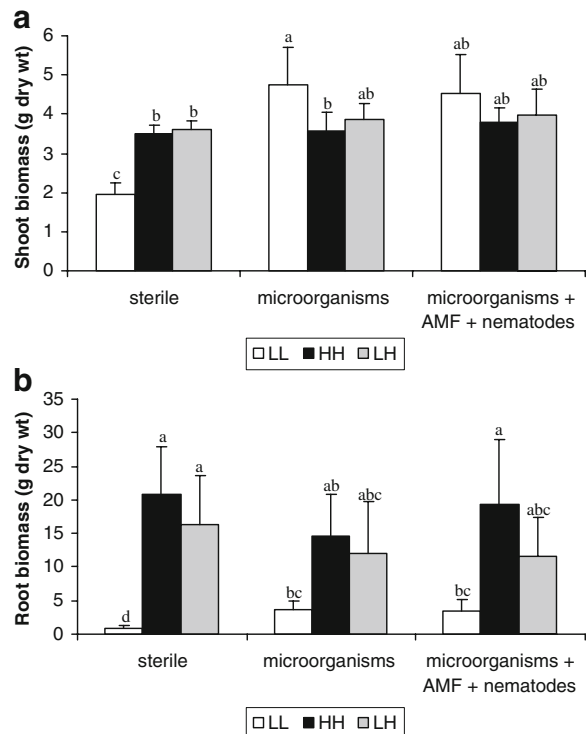 a
Shoot biomass (g dry wt)
6
5
4
3
2
1
0
c b b
a b ab
ab ab ab
sterile microorganisms microorganisms +
AMF + nematodes
LL HH LH
b
Root biomass (g dry wt)
35
30
25
20
15
10
5
0
d a a
bc ab abc
bc a abc
sterile microorganisms microorganisms +
AMF + nematodes
LL HH LH